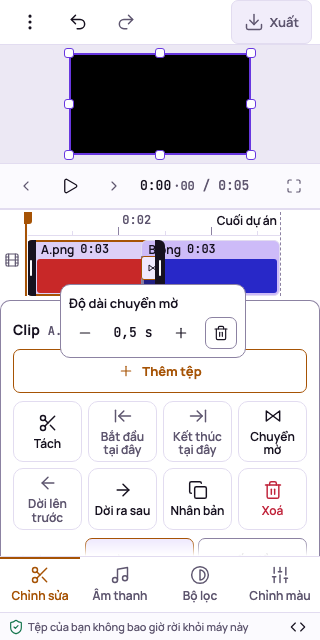 Xuất
0:00·00 / 0:05
0:02
Cuối dự án
A.png 0:03
B.png 0:03
Độ dài chuyển mờ
0,5 s
Clip A.
Thêm tệp
Tách
Bắt đầu tại đây
Kết thúc tại đây
Chuyển mờ
Dời lên trước
Dời ra sau
Nhân bản
Xoá
Chỉnh sửa
Âm thanh
Bộ lọc
Chỉnh màu
Tệp của bạn không bao giờ rời khỏi máy này